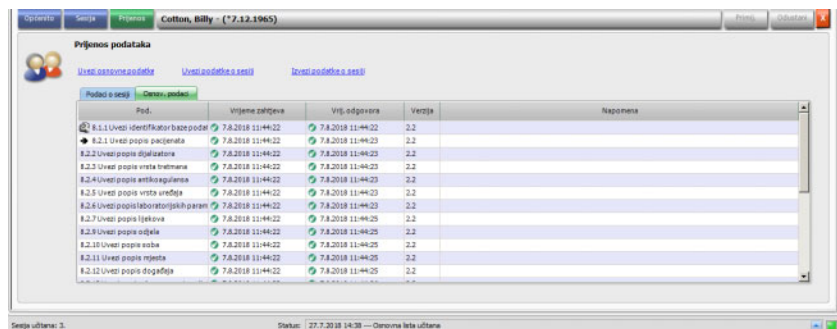 Općenito Sesija Prijenos Cotton, Billy - (*7.12.1965) Primij. Odustani X
Prijenos podataka
Uvezi osnovne podatke Uvezi podatke o sesiji Izvezi podatke o sesiji
Podaci o sesiji Osnov. podaci
Pod. Vrijeme zahtjeva Vrij. odgovora Verzija Napomena
8.1.1 Uvezi identifikator baze podat 7.8.2018 11:44:22 7.8.2018 11:44:22 2.2
8.2.1 Uvezi popis pacijenata 7.8.2018 11:44:22 7.8.2018 11:44:23 2.2
8.2.2 Uvezi popis dijalizatora 7.8.2018 11:44:22 7.8.2018 11:44:23 2.2
8.2.3 Uvezi popis vrsta tretmana 7.8.2018 11:44:22 7.8.2018 11:44:23 2.2
8.2.4 Uvezi popis antikoagulansa 7.8.2018 11:44:22 7.8.2018 11:44:23 2.2
8.2.5 Uvezi popis vrsta uređaja 7.8.2018 11:44:22 7.8.2018 11:44:23 2.2
8.2.6 Uvezi popis laboratorijskih param 7.8.2018 11:44:22 7.8.2018 11:44:23 2.2
8.2.7 Uvezi popis lijekova 7.8.2018 11:44:22 7.8.2018 11:44:25 2.2
8.2.9 Uvezi popis odjela 7.8.2018 11:44:22 7.8.2018 11:44:25 2.2
8.2.10 Uvezi popis soba 7.8.2018 11:44:22 7.8.2018 11:44:25 2.2
8.2.11 Uvezi popis mjesta 7.8.2018 11:44:22 7.8.2018 11:44:25 2.2
8.2.12 Uvezi popis događaja 7.8.2018 11:44:22 7.8.2018 11:44:25 2.2
Sesija učitana: 3. Status: 27.7.2018 14:38 --- Osnovna lista učitana